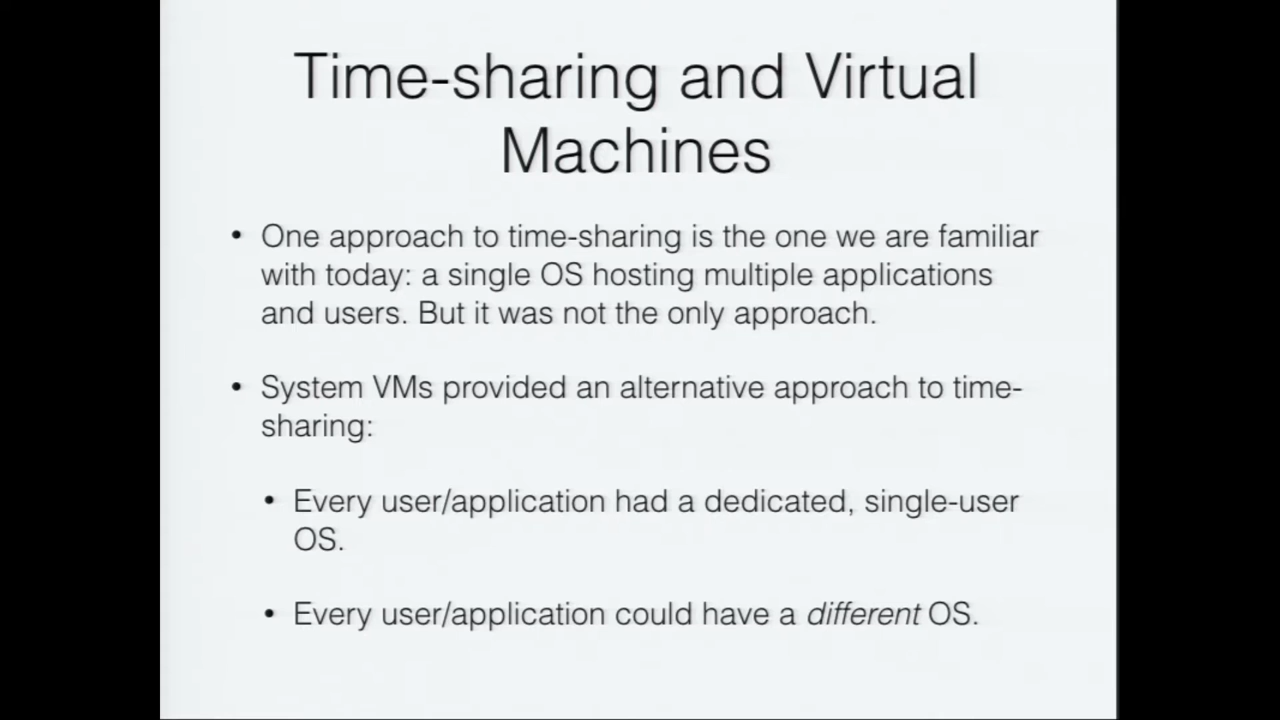 Time-sharing and Virtual
Machines
• One approach to time-sharing is the one we are familiar
with today: a single OS hosting multiple applications
and users. But it was not the only approach.
• System VMs provided an alternative approach to time-
sharing:
• Every user/application had a dedicated, single-user
OS.
• Every user/application could have a different OS.